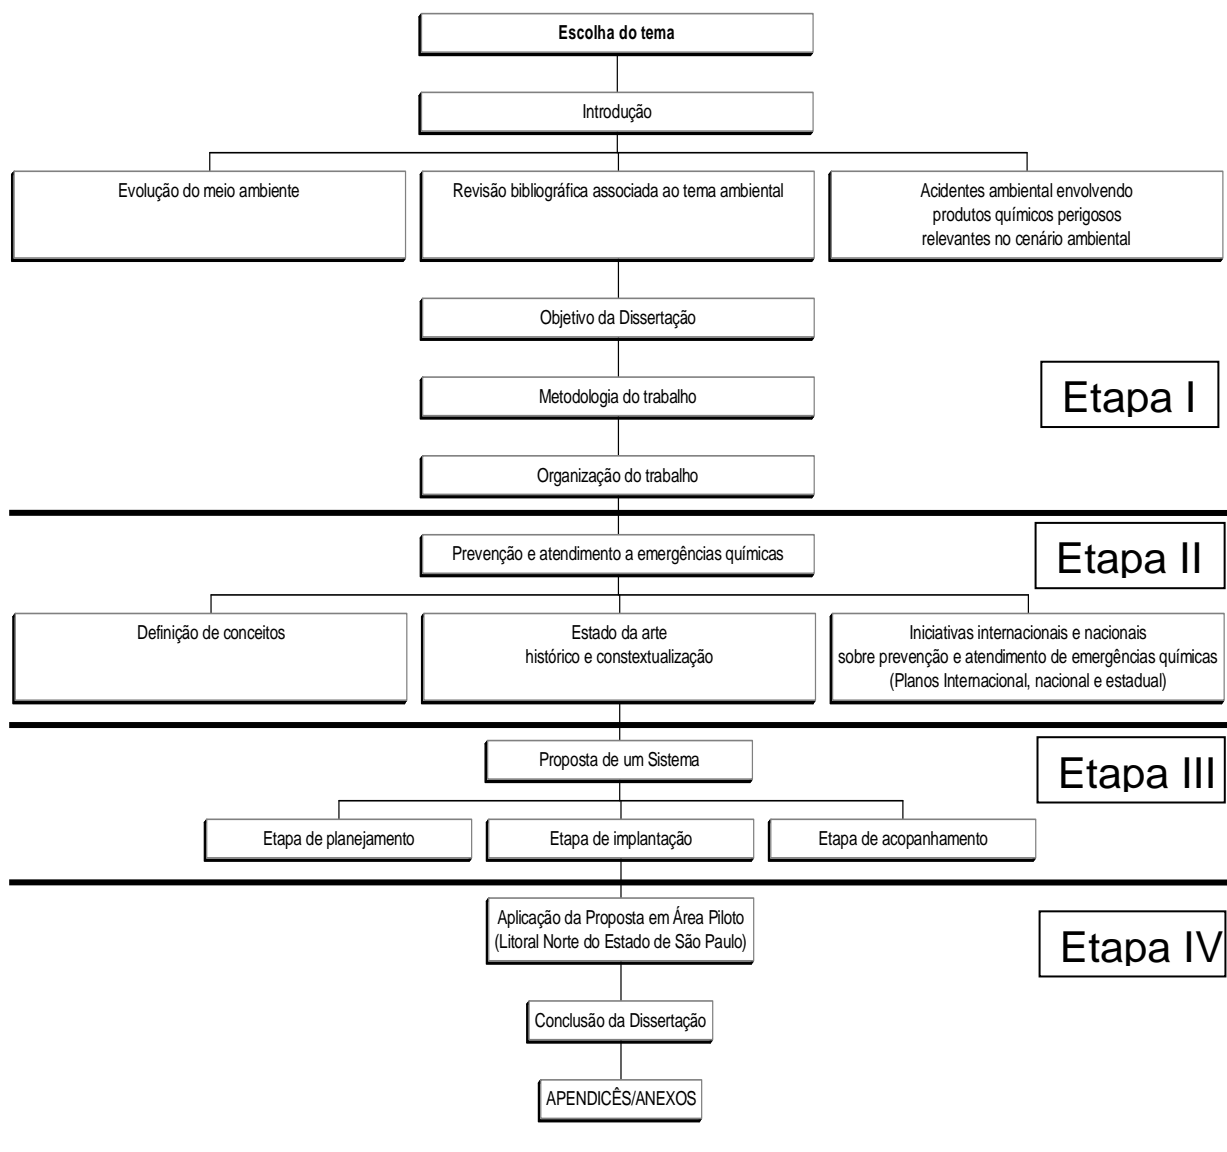 Escolha do tema
Introdução
Evolução do meio ambiente
Revisão bibliográfica associada ao tema ambiental
Acidentes ambiental envolvendo
produtos químicos perigosos
relevantes no cenário ambiental
Objetivo da Dissertação
Metodologia do trabalho
Etapa I
Organização do trabalho
Prevenção e atendimento a emergências químicas
Etapa II
Definição de conceitos
Estado da arte
histórico e constextualização
Iniciativas internacionais e nacionais
sobre prevenção e atendimento de emergências químicas
(Planos Internacional, nacional e estadual)
Proposta de um Sistema
Etapa III
Etapa de planejamento
Etapa de implantação
Etapa de acopanhamento
Aplicação da Proposta em Área Piloto
(Litoral Norte do Estado de São Paulo)
Etapa IV
Conclusão da Dissertação
APENDICÊS/ANEXOS